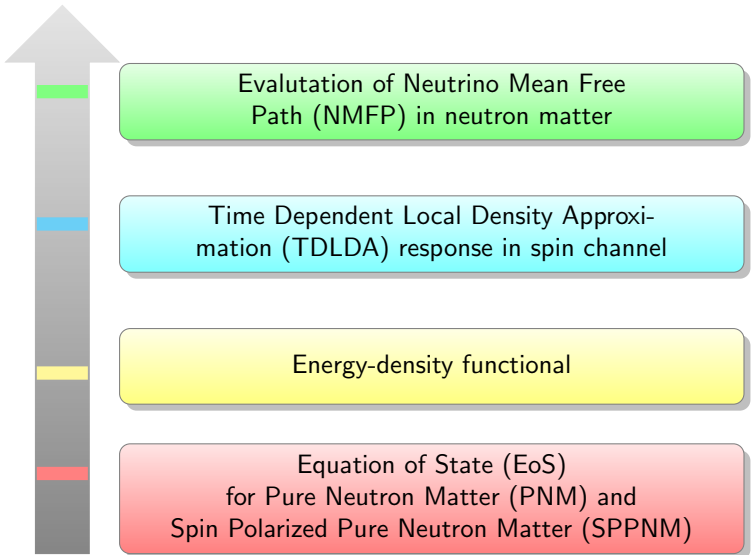 Evalutation of Neutrino Mean Free
Path (NMFP) in neutron matter
Time Dependent Local Density Approxi-
mation (TDLDA) response in spin channel
Energy-density functional
Equation of State (EoS)
for Pure Neutron Matter (PNM) and
Spin Polarized Pure Neutron Matter (SPPNM)